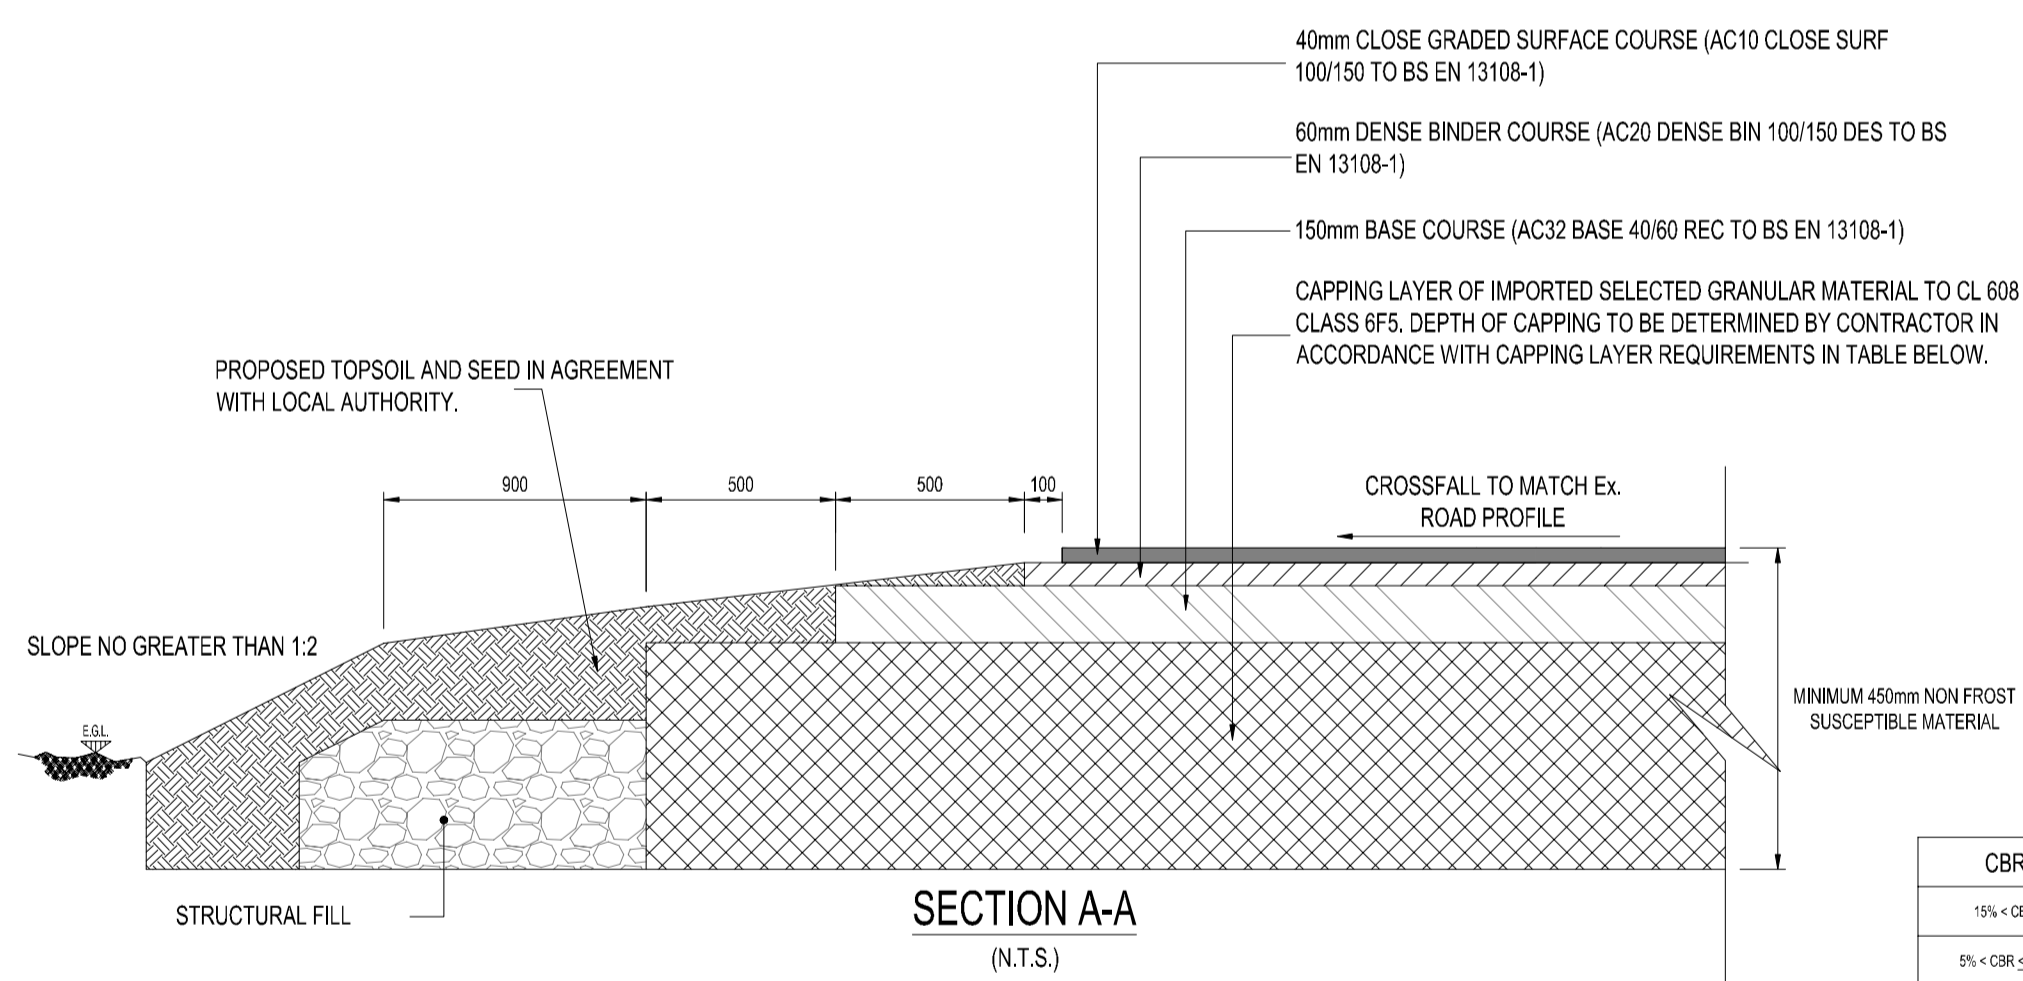 40mm CLOSE GRADED SURFACE COURSE (AC10 CLOSE SURF
100/150 TO BS EN 13108-1)
60mm DENSE BINDER COURSE (AC20 DENSE BIN 100/150 DES TO BS
EN 13108-1)
150mm BASE COURSE (AC32 BASE 40/60 REC TO BS EN 13108-1)
CAPPING LAYER OF IMPORTED SELECTED GRANULAR MATERIAL TO CL 608
CLASS 6F5. DEPTH OF CAPPING TO BE DETERMINED BY CONTRACTOR IN
ACCORDANCE WITH CAPPING LAYER REQUIREMENTS IN TABLE BELOW.
PROPOSED TOPSOIL AND SEED IN AGREEMENT
WITH LOCAL AUTHORITY.
900
500
500
100
CROSSFALL TO MATCH Ex.
ROAD PROFILE
SLOPE NO GREATER THAN 1:2
E.G.L.
MINIMUM 450mm NON FROST
SUSCEPTIBLE MATERIAL
STRUCTURAL FILL
SECTION A-A
(N.T.S.)
CBR
15% < CB
5% < CBR ≤